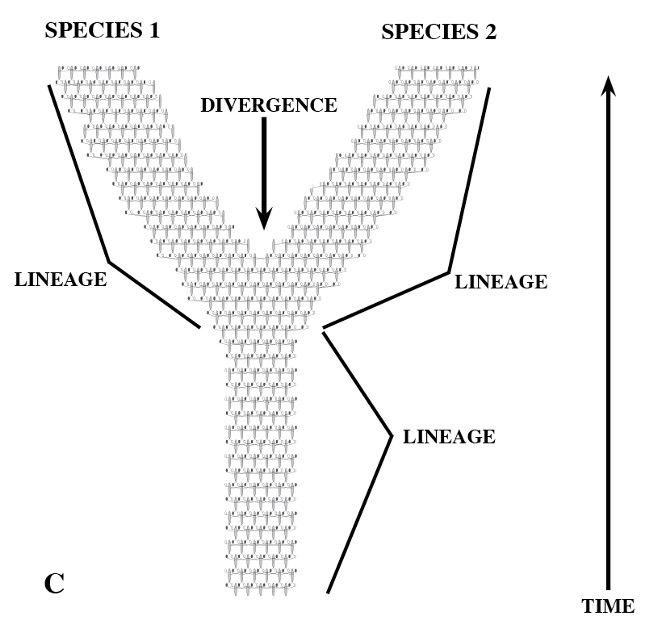 SPECIES 1
SPECIES 2
DIVERGENCE
LINEAGE
LINEAGE
LINEAGE
C
TIME